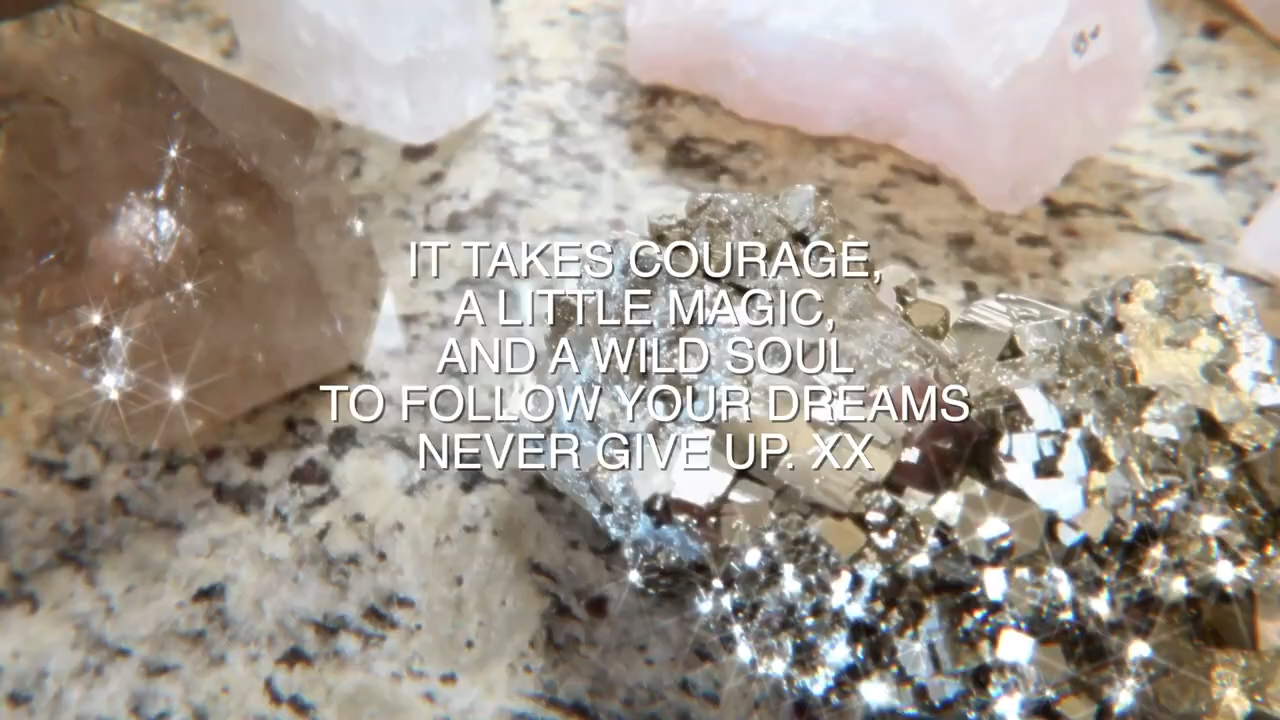 IT TAKES COURAGE,
A LITTLE MAGIC,
AND A WILD SOUL
TO FOLLOW YOUR DREAMS
NEVER GIVE UP. XX